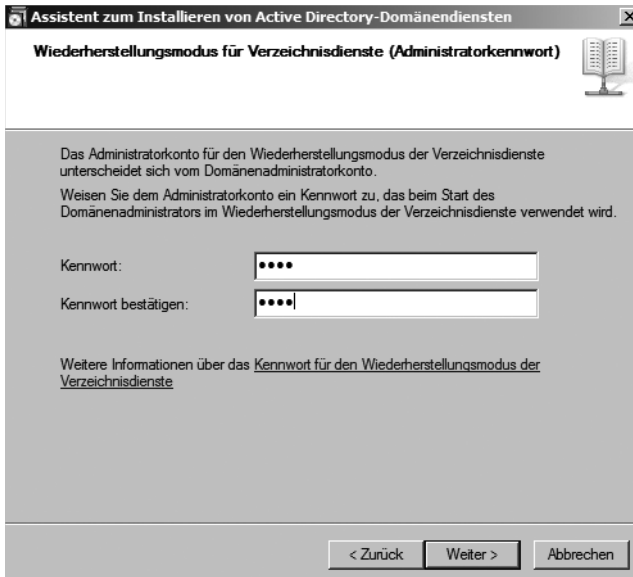 Assistent zum Installieren von Active Directory-Domänendiensten
Wiederherstellungsmodus für Verzeichnisdienste (Administratorkennwort)
Das Administratorkonto für den Wiederherstellungsmodus der Verzeichnisdienste
unterscheidet sich vom Domänenadministratorkonto.
Weisen Sie dem Administratorkonto ein Kennwort zu, das beim Start des
Domänenadministrators im Wiederherstellungsmodus der Verzeichnisdienste verwendet wird.
Kennwort: ••••
Kennwort bestätigen: ••••
Weitere Informationen über das Kennwort für den Wiederherstellungsmodus der
Verzeichnisdienste
< Zurück Weiter > Abbrechen